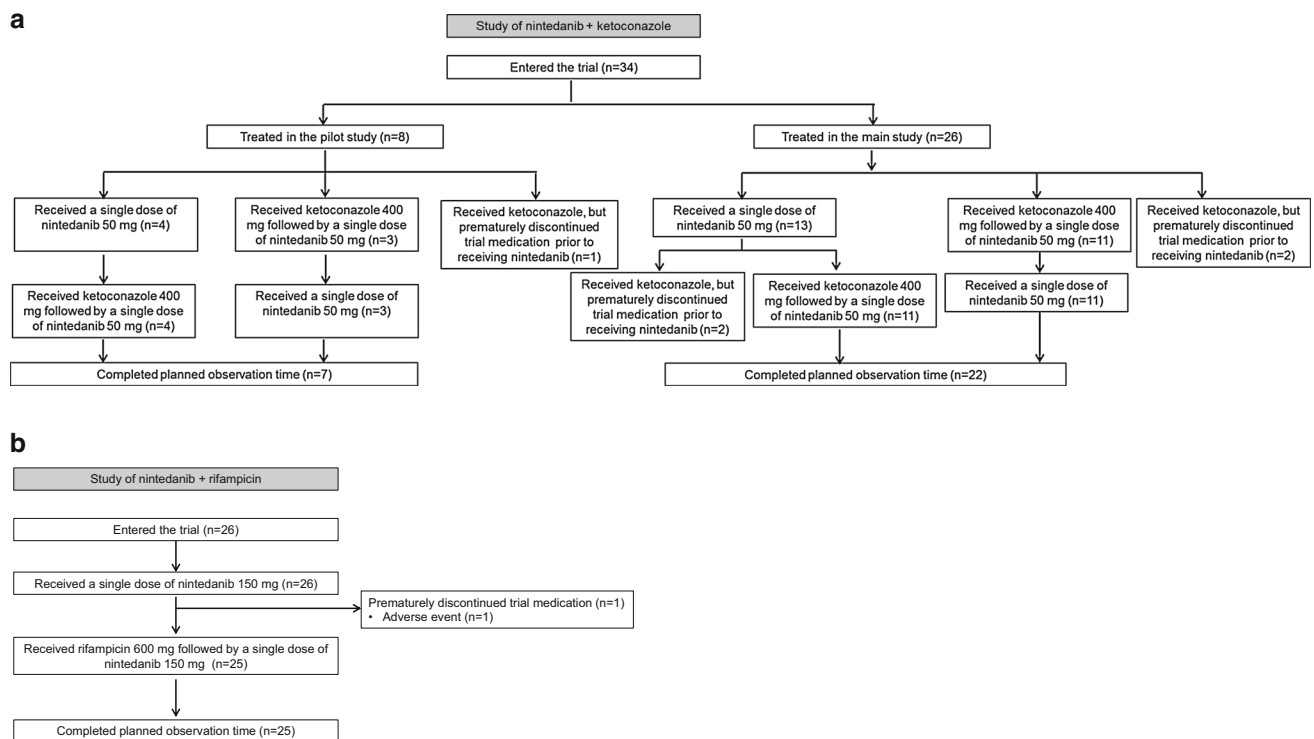 a
Study of nintedanib + ketoconazole
Entered the trial (n=34)
Treated in the pilot study (n=8)
Treated in the main study (n=26)
Received a single dose of
nintedanib 50 mg (n=4)
Received ketoconazole 400
mg followed by a single dose
of nintedanib 50 mg (n=3)
Received ketoconazole, but
prematurely discontinued
trial medication prior to
receiving nintedanib (n=1)
Received a single dose of
nintedanib 50 mg (n=13)
Received ketoconazole 400
mg followed by a single dose
of nintedanib 50 mg (n=11)
Received ketoconazole, but
prematurely discontinued
trial medication prior to
receiving nintedanib (n=2)
Received ketoconazole 400
mg followed by a single dose
of nintedanib 50 mg (n=4)
Received a single dose of
nintedanib 50 mg (n=3)
Received ketoconazole, but
prematurely discontinued
trial medication prior to
receiving nintedanib (n=2)
Received ketoconazole 400
mg followed by a single dose
of nintedanib 50 mg (n=11)
Received a single dose of
nintedanib 50 mg (n=11)
Completed planned observation time (n=7)
Completed planned observation time (n=22)
b
Study of nintedanib + rifampicin
Entered the trial (n=26)
Received a single dose of nintedanib 150 mg (n=26)
Prematurely discontinued trial medication (n=1)
• Adverse event (n=1)
Received rifampicin 600 mg followed by a single dose of
nintedanib 150 mg (n=25)
Completed planned observation time (n=25)